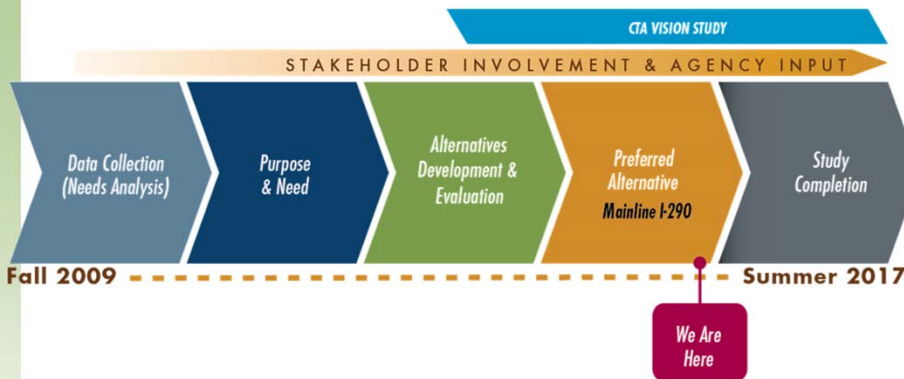 CTA VISION STUDY
STAKEHOLDER INVOLVEMENT & AGENCY INPUT
Data Collection
(Needs Analysis)
Purpose
& Need
Alternatives
Development &
Evaluation
Preferred
Alternative
Mainline I-290
Study
Completion
Fall 2009
Summer 2017
We Are
Here